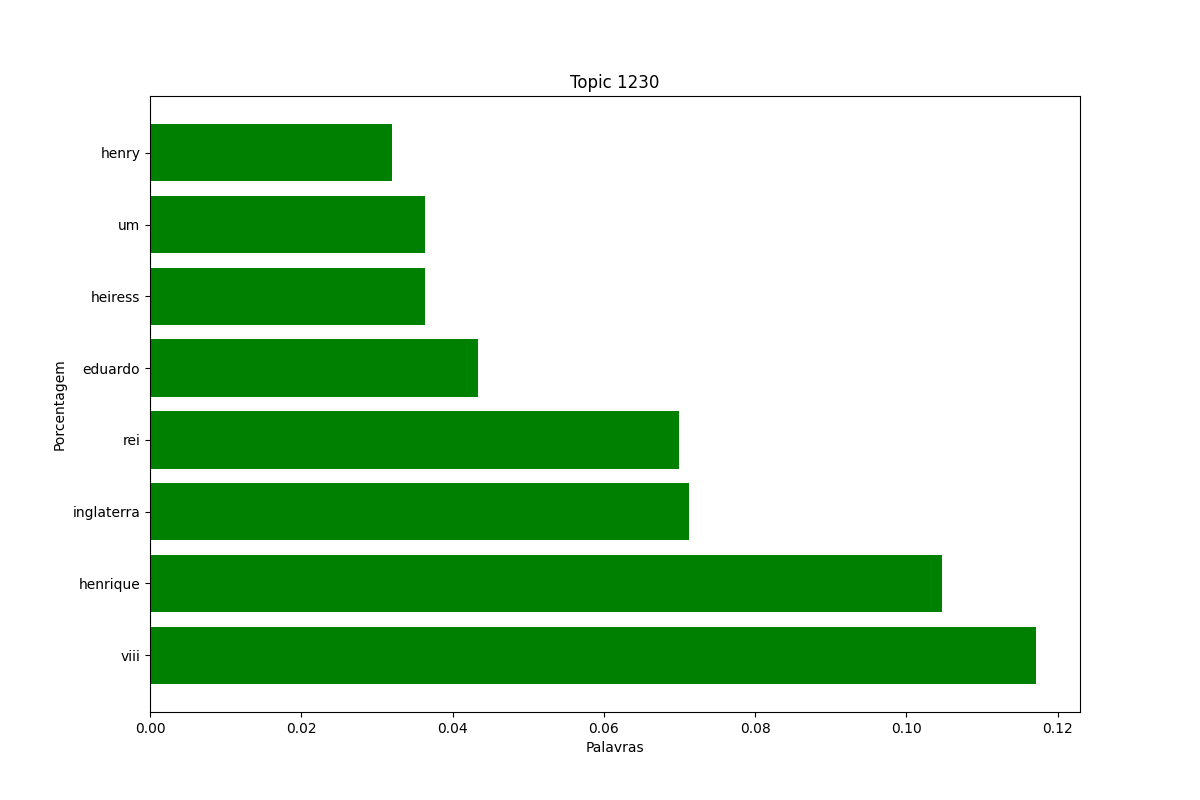 Topic 1230
henry
um
heiress
eduardo
rei
inglaterra
henrique
viii
Porcentagem
0.00 0.02 0.04 0.06 0.08 0.10 0.12
Palavras